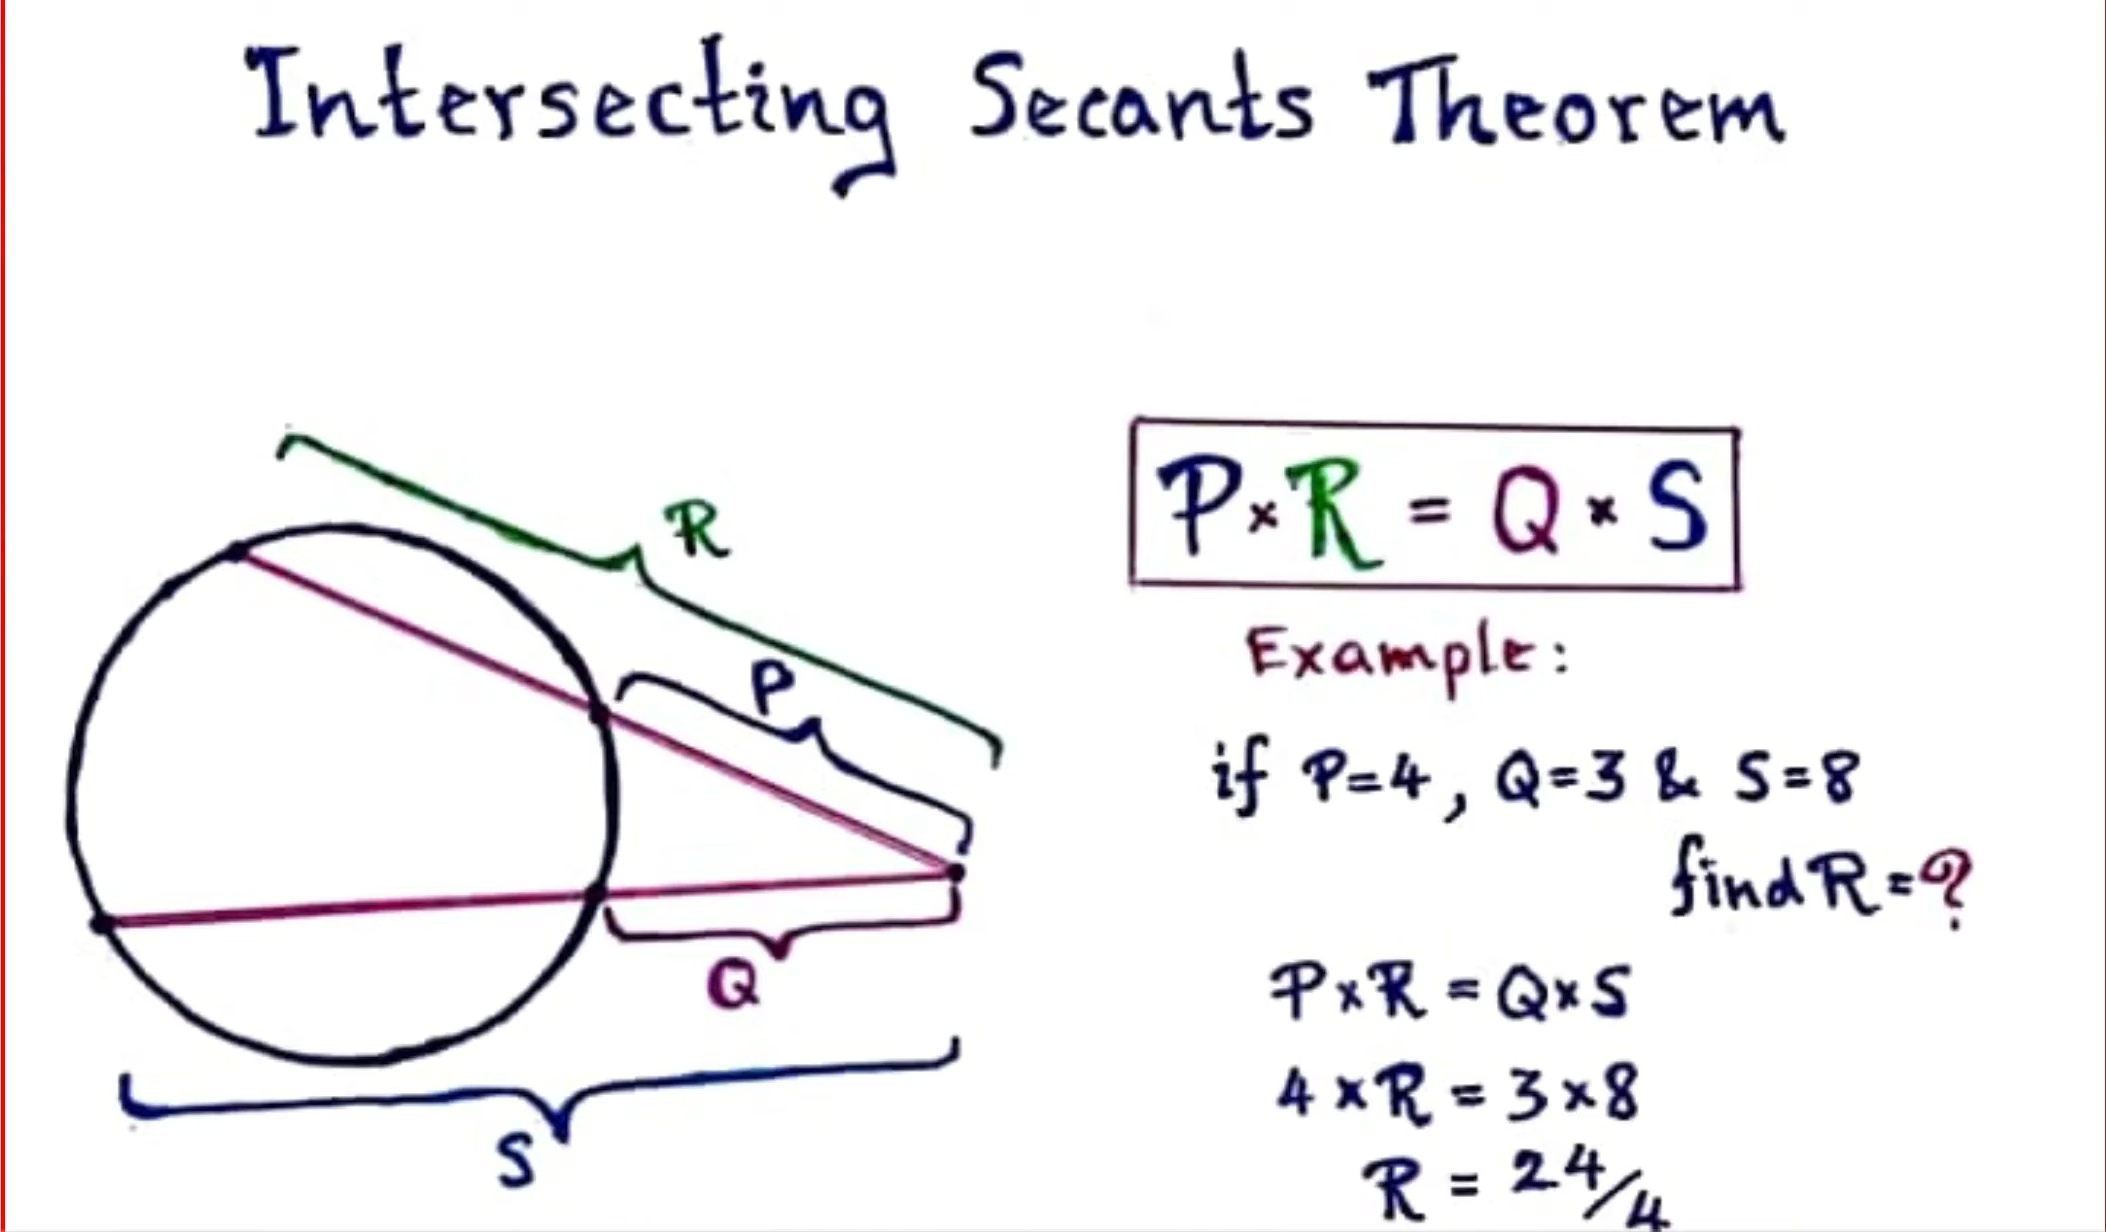 Intersecting Secants Theorem
R
P
Q
S
P × R = Q × S
Example:
if P=4, Q=3 & S=8
find R=?
P×R = Q×S
4 × R = 3 × 8
R = 24/4